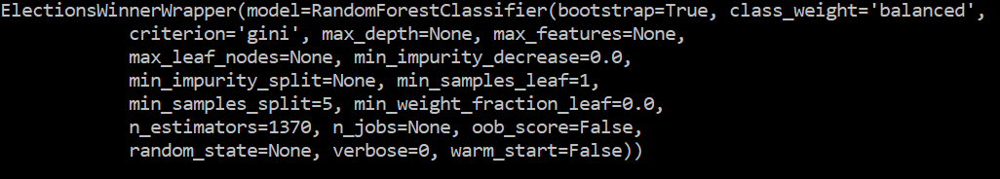 ElectionsWinnerWrapper(model=RandomForestClassifier(bootstrap=True, class_weight='balanced',
criterion='gini', max_depth=None, max_features=None,
max_leaf_nodes=None, min_impurity_decrease=0.0,
min_impurity_split=None, min_samples_leaf=1,
min_samples_split=5, min_weight_fraction_leaf=0.0,
n_estimators=1370, n_jobs=None, oob_score=False,
random_state=None, verbose=0, warm_start=False))